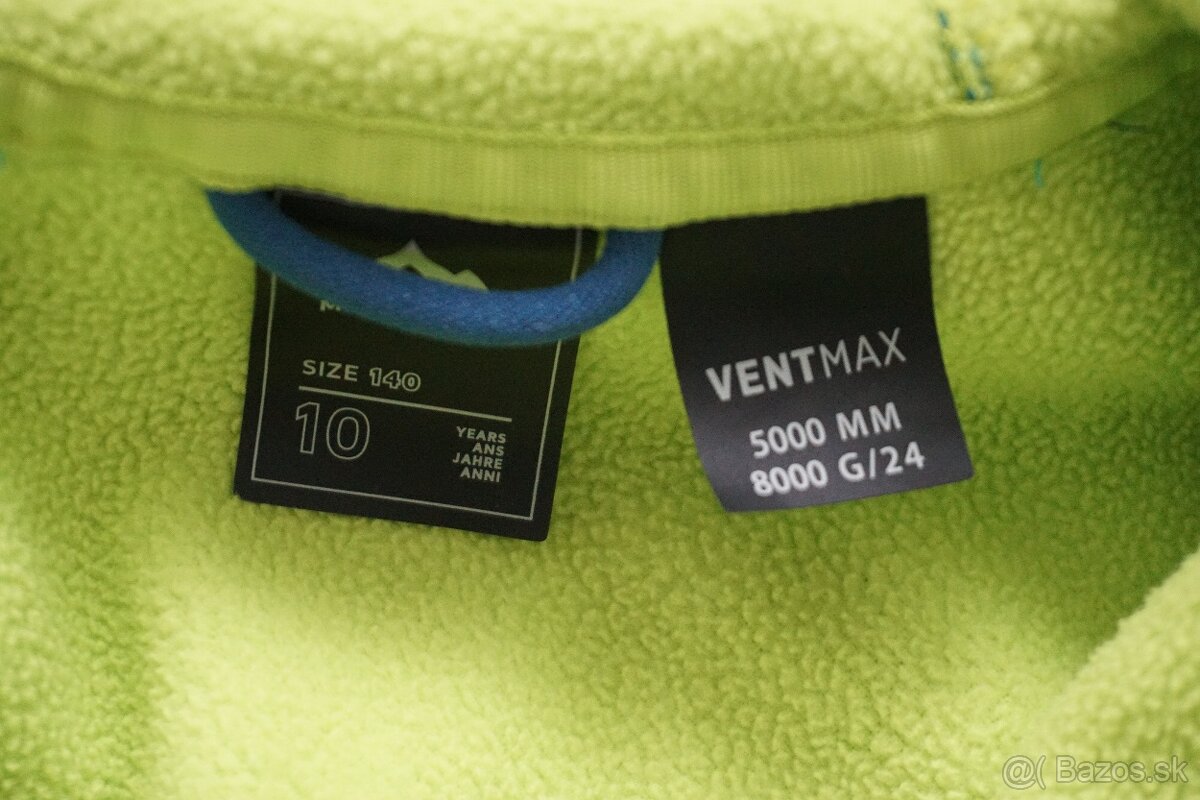 SIZE 140
10
YEARS
ANS
JAHRE
ANNI
VENTMAX
5000 MM
8000 G/24
@( Bazos.sk